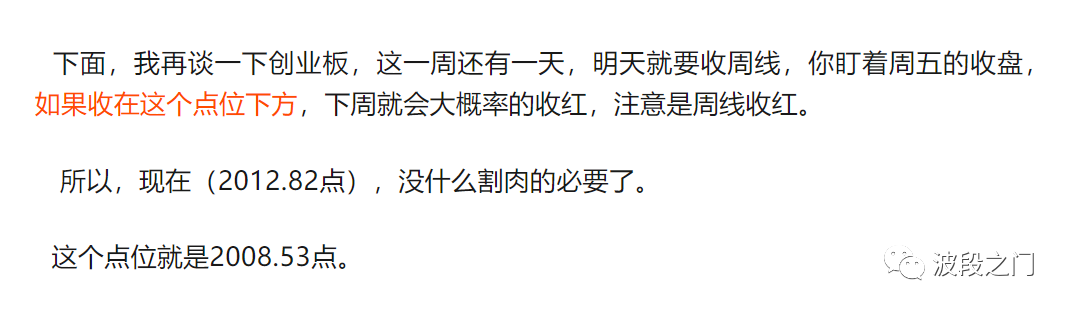 下面，我再谈一下创业板，这一周还有一天，明天就要收周线，你盯着周五的收盘，
如果收在这个点位下方，下周就会大概率的收红，注意是周线收红。
所以，现在（2012.82点），没什么割肉的必要了。
这个点位就是2008.53点。
波段之门